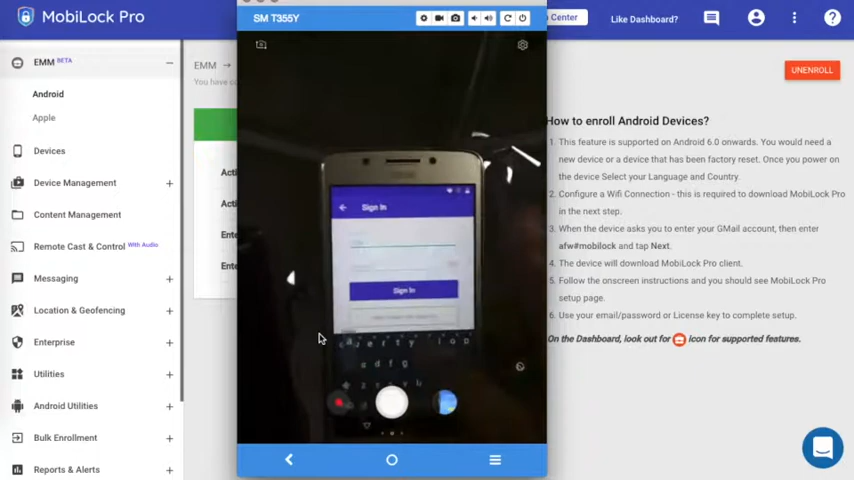 MobiLock Pro
SM T355Y
Center
Like Dashboard?
EMM BETA
Android
Apple
Devices
Device Management
Content Management
Remote Cast & Control With Audio
Messaging
Location & Geofencing
Enterprise
Utilities
Android Utilities
Bulk Enrollment
Reports & Alerts
EMM →
You have co
Acti
Acti
Ente
Ente
Sign In
Sign In
UNENROLL
How to enroll Android Devices?
1. This feature is supported on Android 6.0 onwards. You would need a
new device or a device that has been factory reset. Once you power on
the device Select your Language and Country.
2. Configure a Wifi Connection - this is required to download MobiLock Pro
in the next step.
3. When the device asks you to enter your GMail account, then enter
afw#mobilock and tap Next.
4. The device will download MobiLock Pro client.
5. Follow the onscreen instructions and you should see MobiLock Pro
setup page.
6. Use your email/password or License key to complete setup.
On the Dashboard, look out for icon for supported features.